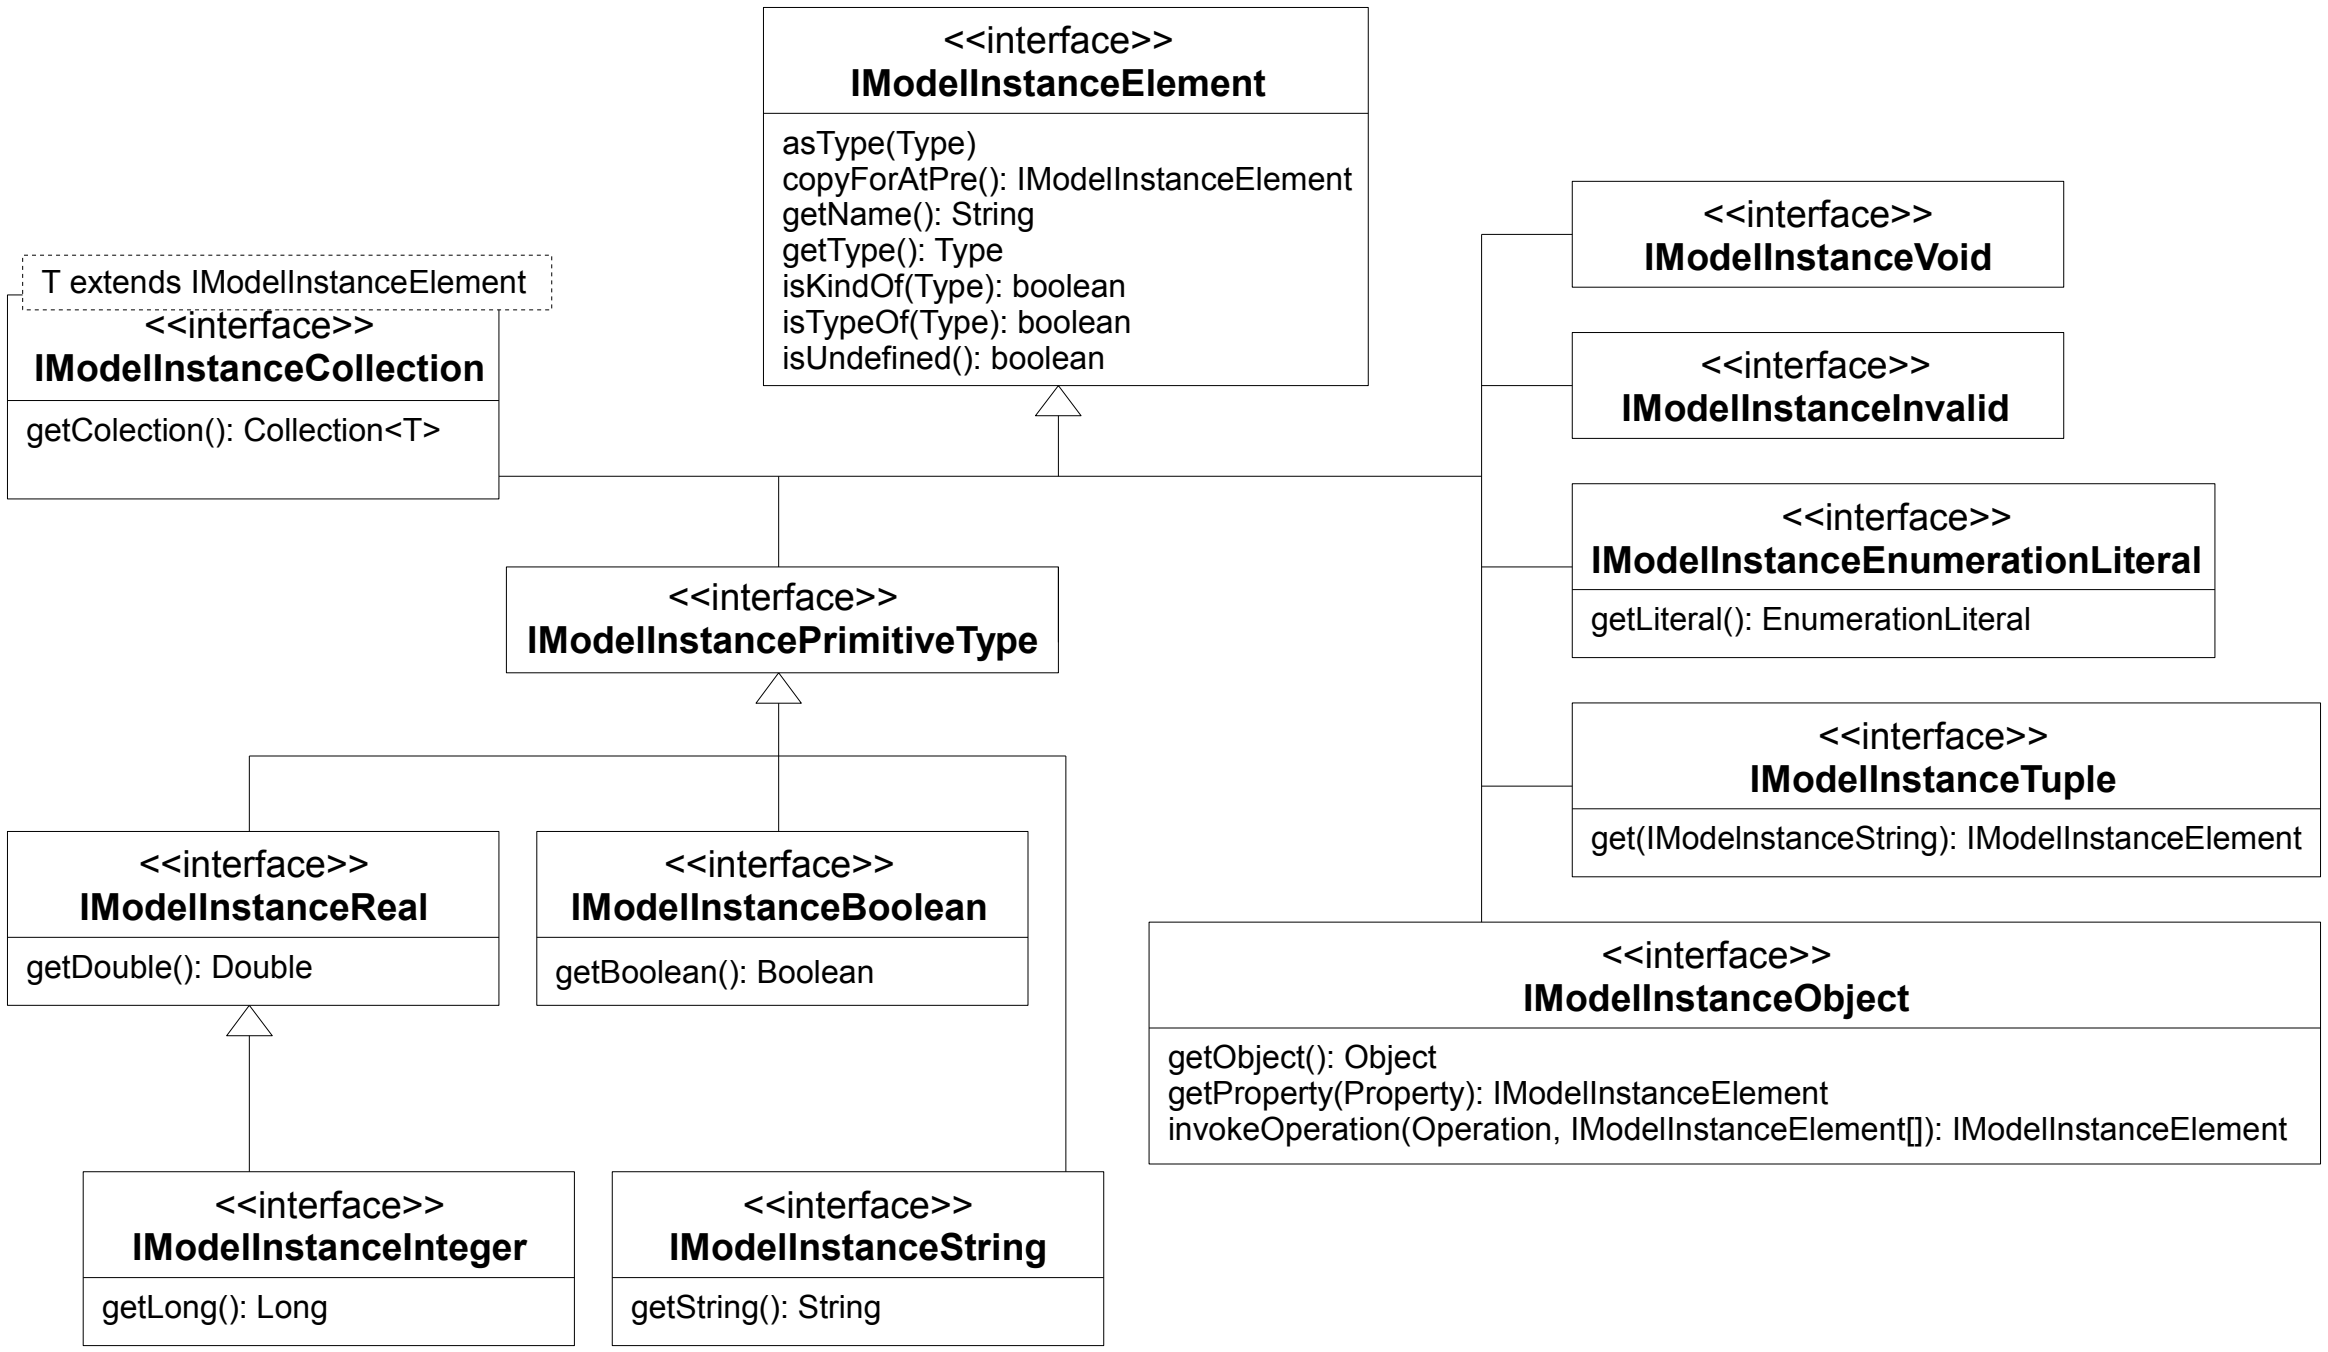 <<interface>>
IModelInstanceElement
asType(Type)
copyForAtPre(): IModelInstanceElement
getName(): String
getType(): Type
isKindOf(Type): boolean
isTypeOf(Type): boolean
isUndefined(): boolean
T extends IModelInstanceElement
<<interface>>
IModelInstanceCollection
getColection(): Collection<T>
<<interface>>
IModelInstanceVoid
<<interface>>
IModelInstanceInvalid
<<interface>>
IModelInstanceEnumerationLiteral
getLiteral(): EnumerationLiteral
<<interface>>
IModelInstancePrimitiveType
<<interface>>
IModelInstanceTuple
get(IModelnstanceString): IModelInstanceElement
<<interface>>
IModelInstanceReal
getDouble(): Double
<<interface>>
IModelInstanceBoolean
getBoolean(): Boolean
<<interface>>
IModelInstanceObject
getObject(): Object
getProperty(Property): IModelInstanceElement
invokeOperation(Operation, IModelInstanceElement[]): IModelInstanceElement
<<interface>>
IModelInstanceInteger
getLong(): Long
<<interface>>
IModelInstanceString
getString(): String